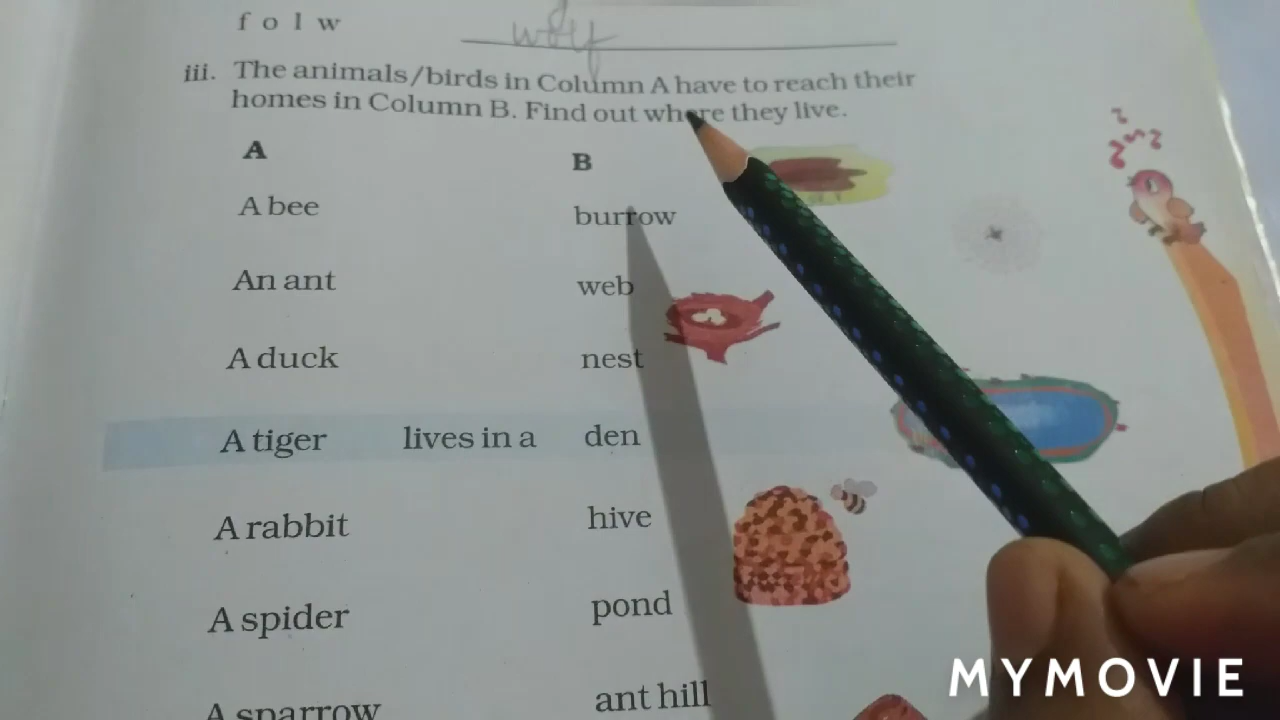 f o l w wolf
iii. The animals/birds in Column A have to reach their
homes in Column B. Find out where they live.
A B
A bee burrow
An ant web
A duck nest
A tiger lives in a den
A rabbit hive
A spider pond
A sparrow ant hill
MYMOVIE